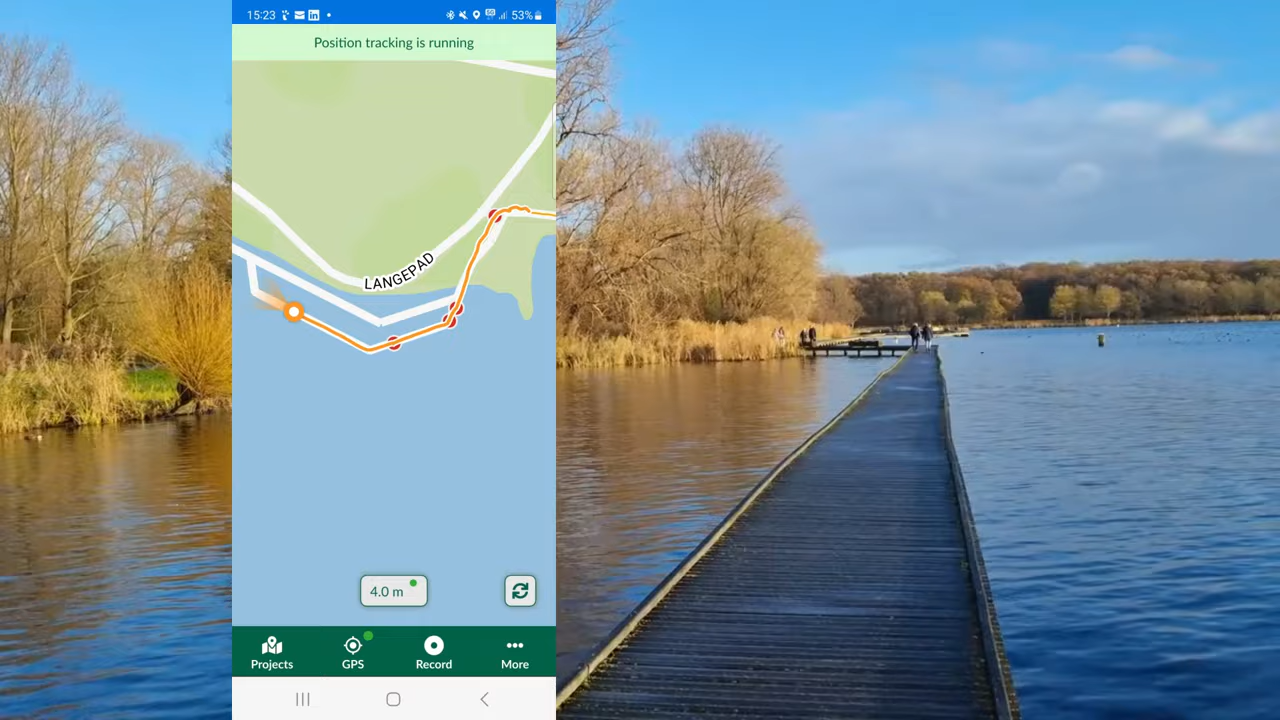 15:23
53%
Position tracking is running
LANGEPAD
4.0 m
Projects
GPS
Record
More